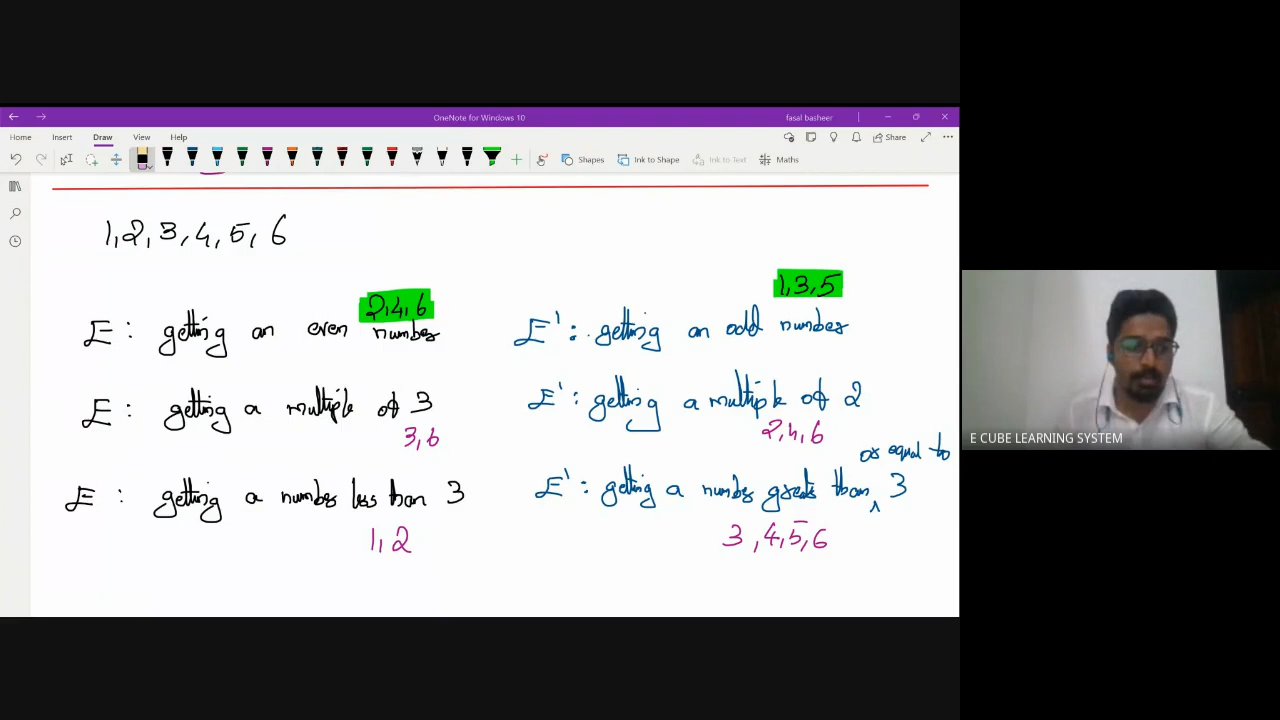 OneNote for Windows 10
fasal basheer
Home Insert Draw View Help
Share
Shapes Ink to Shape Ink to Text Maths
1, 2, 3, 4, 5, 6
2, 4, 6
1, 3, 5
E : getting an even number
E' : getting an odd number
E : getting a multiple of 3
E' : getting a multiple of 2
3, 6
2, 4, 6
or equal to
E : getting a number less than 3
E' : getting a number greater than ^ 3
1, 2
3, 4, 5, 6
E CUBE LEARNING SYSTEM